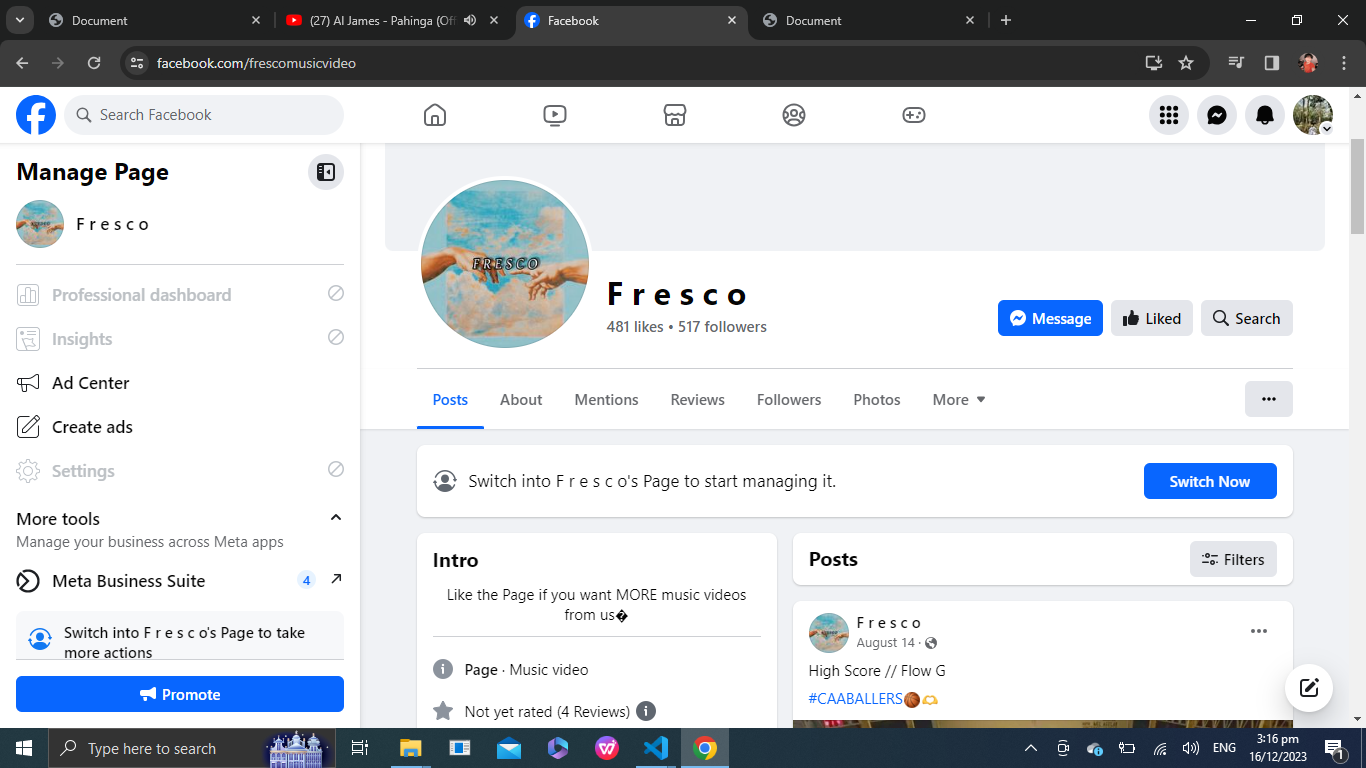 Document
(27) Al James - Pahinga (Off
Facebook
Document
facebook.com/frescomusicvideo
Search Facebook
Manage Page
F r e s c o
Professional dashboard
Insights
Ad Center
Create ads
Settings
More tools
Manage your business across Meta apps
Meta Business Suite
4
Switch into F r e s c o's Page to take
more actions
Promote
FRESCO
F r e s c o
481 likes • 517 followers
Message
Liked
Search
Posts
About
Mentions
Reviews
Followers
Photos
More
Switch into F r e s c o's Page to start managing it.
Switch Now
Intro
Like the Page if you want MORE music videos
from us�
Page · Music video
Not yet rated (4 Reviews)
Posts
Filters
F r e s c o
August 14 ·
High Score // Flow G
#CAABALLERS🏀🫶
Type here to search
ENG
3:16 pm
16/12/2023
1